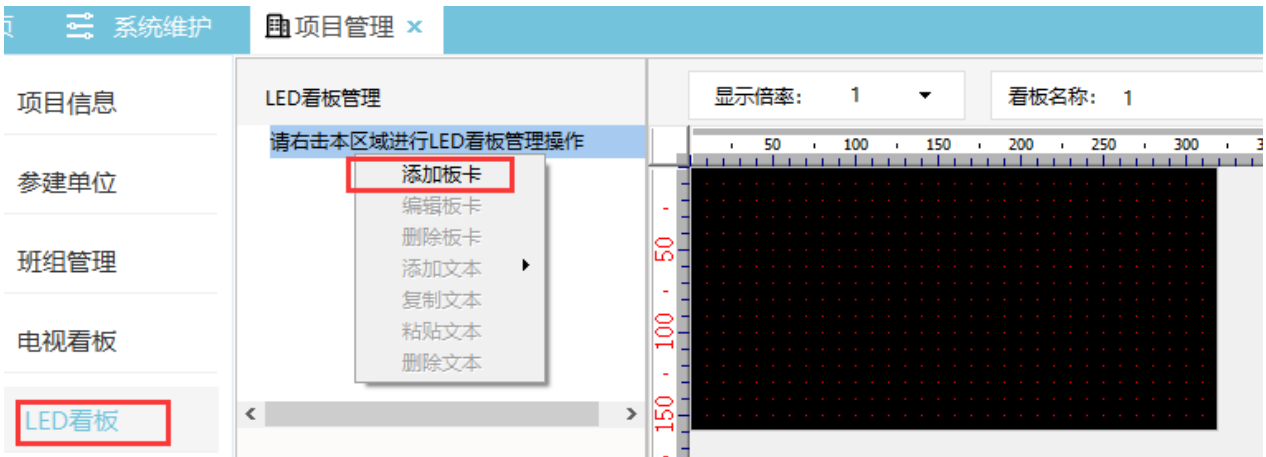 页 系统维护 项目管理 ×
项目信息
参建单位
班组管理
电视看板
LED看板
LED看板管理
请右击本区域进行LED看板管理操作
添加板卡
编辑板卡
删除板卡
添加文本
复制文本
粘贴文本
删除文本
显示倍率: 1
看板名称: 1
50 100 150 200 250 300
50
100
150